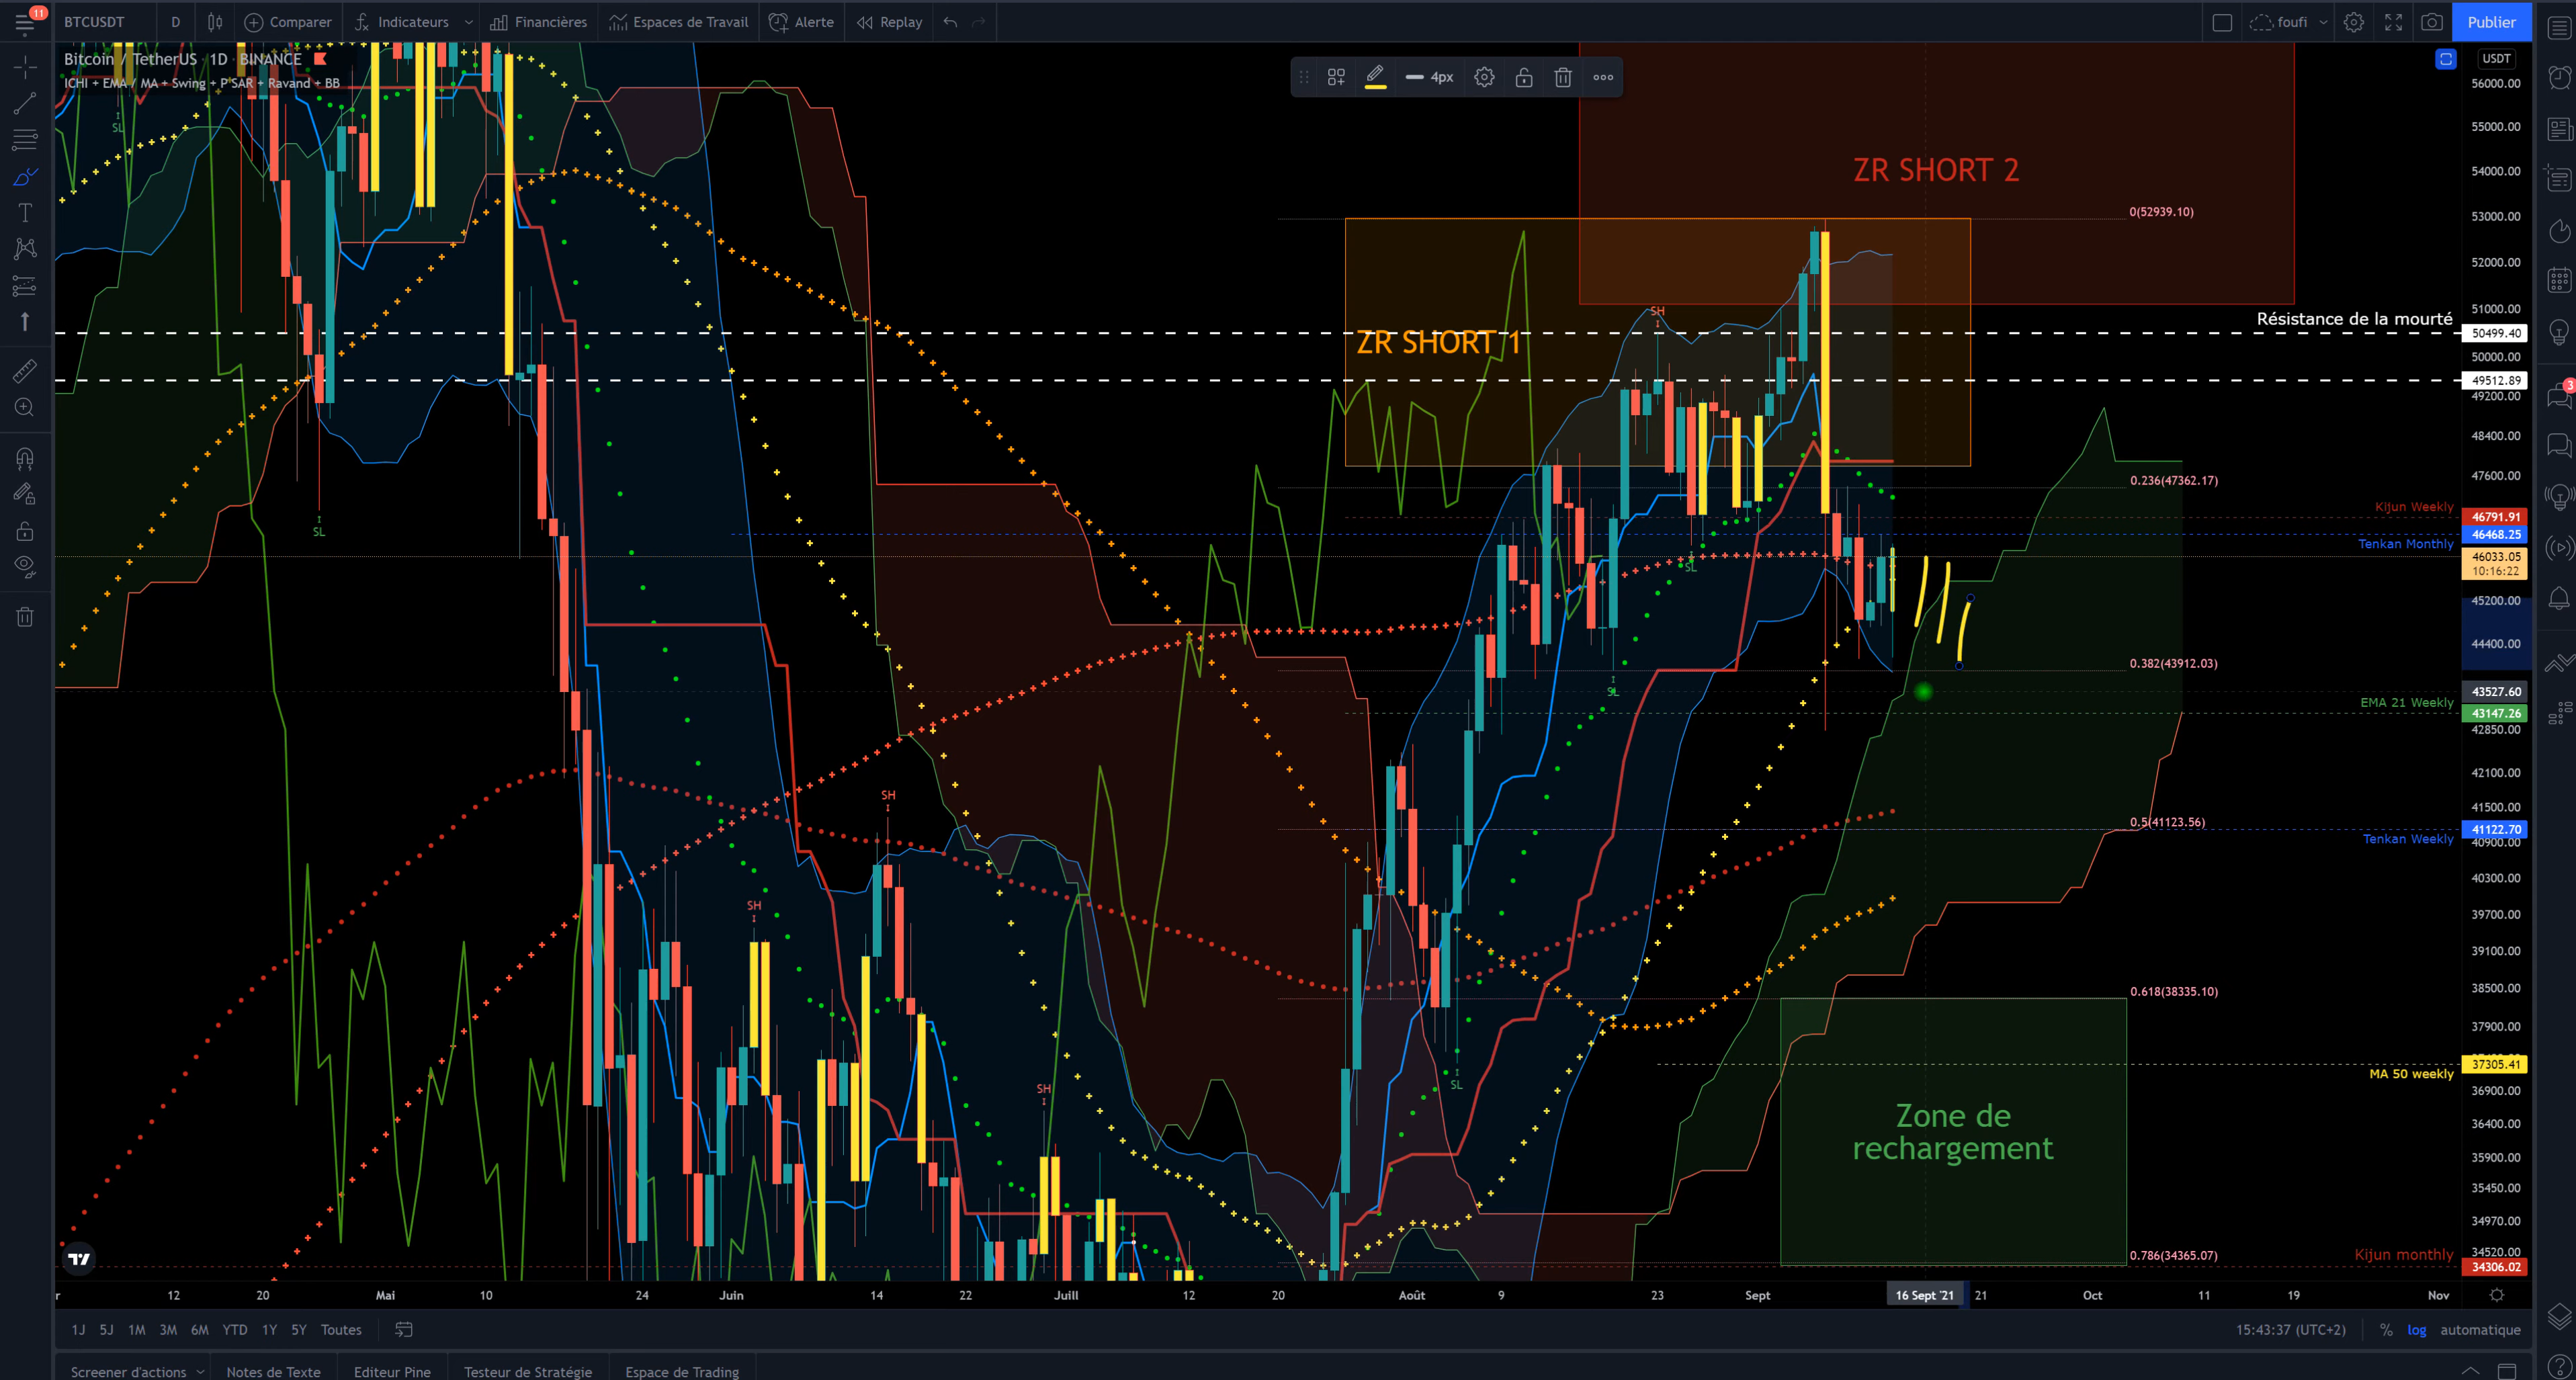 11
BTCUSDT D Comparer Indicateurs Financières Espaces de Travail Alerte Replay foufi Publier
Bitcoin / TetherUS · 1D · BINANCE
ICHI + EMA / MA + Swing + P SAR + Ravand + BB
4px
USDT
56000.00
55000.00
SL
54000.00
ZR SHORT 2
0(52939.10)
53000.00
52000.00
51000.00
SH
Résistance de la mourté
50499.40
ZR SHORT 1
50000.00
49512.89
49200.00
3
48400.00
47600.00
0.236(47362.17)
Kijun Weekly
46791.91
SL
46468.25
Tenkan Monthly
46033.05
SL
10:16:22
45200.00
44400.00
0.382(43912.03)
SL
43527.60
EMA 21 Weekly
43147.26
42850.00
42100.00
SH
41500.00
0.5(41123.56)
41122.70
Tenkan Weekly
40900.00
40300.00
SH
39700.00
39100.00
38500.00
0.618(38335.10)
37900.00
37305.41
MA 50 weekly
SL
SH
36900.00
Zone de
36400.00
rechargement
35900.00
35450.00
34970.00
34520.00
0.786(34365.07)
Kijun monthly
34306.02
r 12 20 Mai 10 24 Juin 14 22 Juill 12 20 Août 9 23 Sept 16 Sept '21 21 Oct 11 19 Nov
1J 5J 1M 3M 6M YTD 1Y 5Y Toutes 15:43:37 (UTC+2) % log automatique
Screener d'actions Notes de Texte Editeur Pine Testeur de Stratégie Espace de Trading